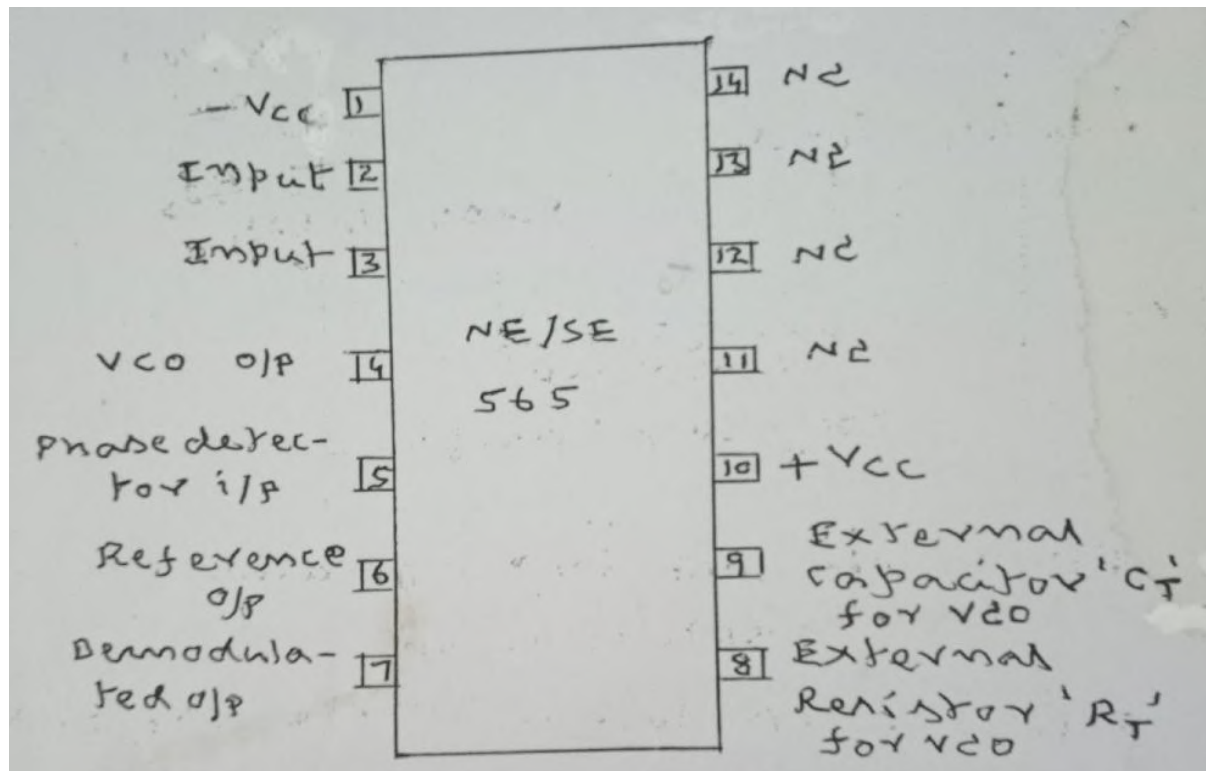 - Vcc 1
Input 2
Input 3
VCO o/p 4
Phase detec-
tor i/p 5
Reference
o/p 6
Demodula-
ted o/p 7
NE/SE
565
14 NC
13 NC
12 NC
11 NC
10 + Vcc
9 External
capacitor 'CT'
for VCO
8 External
Resistor 'RT'
for VCO